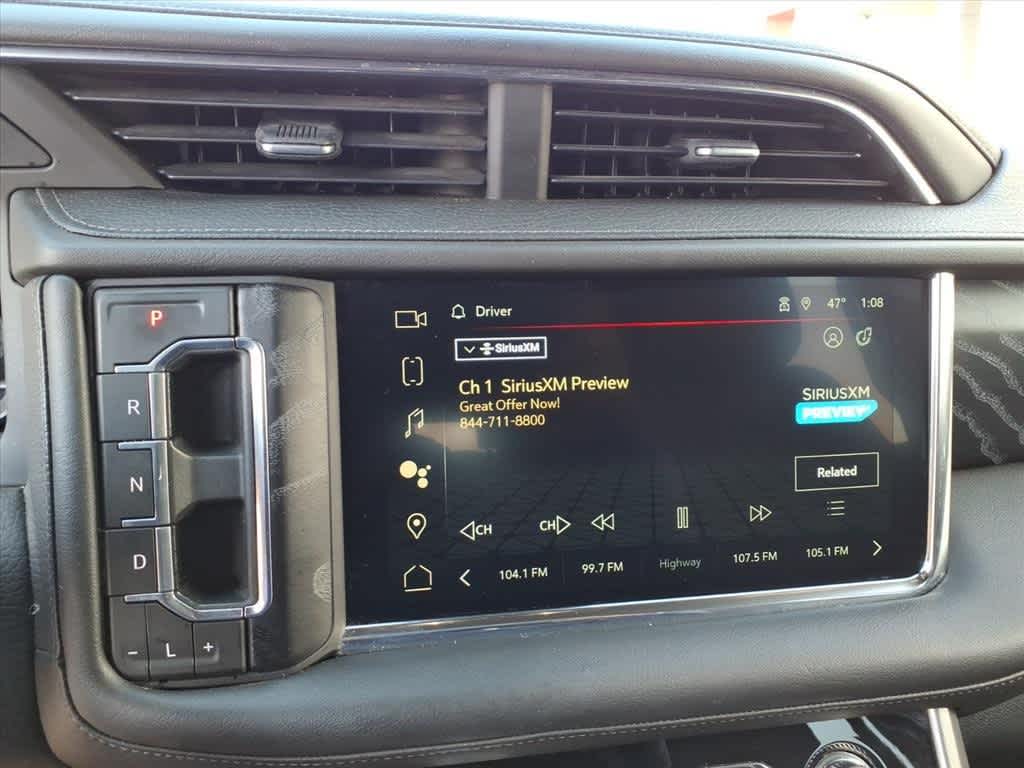 P
R
N
D
- L +
Driver
47° 1:08
SiriusXM
Ch 1 SiriusXM Preview
Great Offer Now!
844-711-8800
SIRIUSXM
PREVIEW
Related
CH CH
104.1 FM 99.7 FM Highway 107.5 FM 105.1 FM